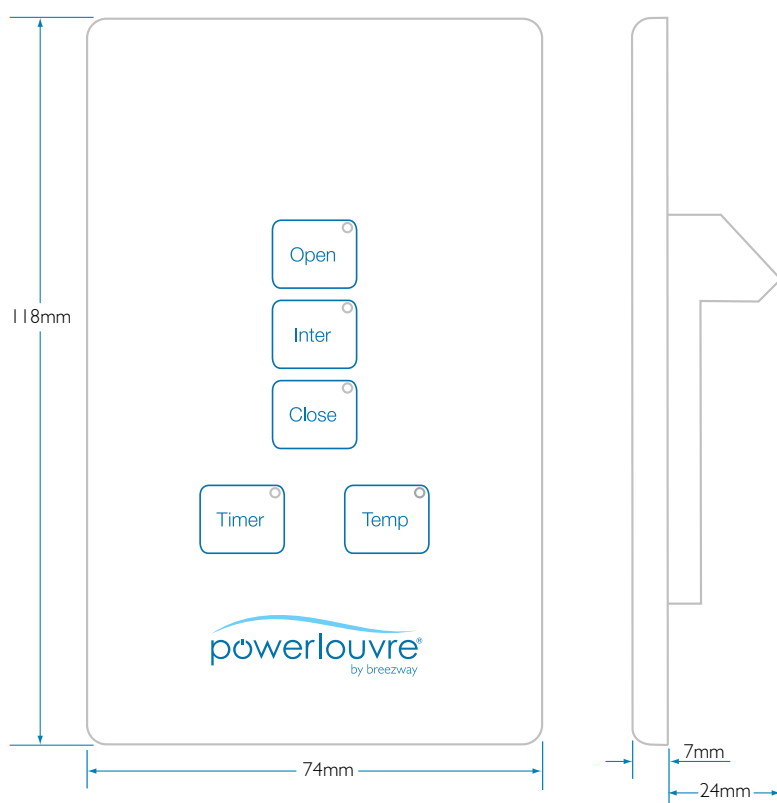 Open
118mm
Inter
Close
Timer
Temp
powerlouvre®
by breezway
7mm
74mm
24mm